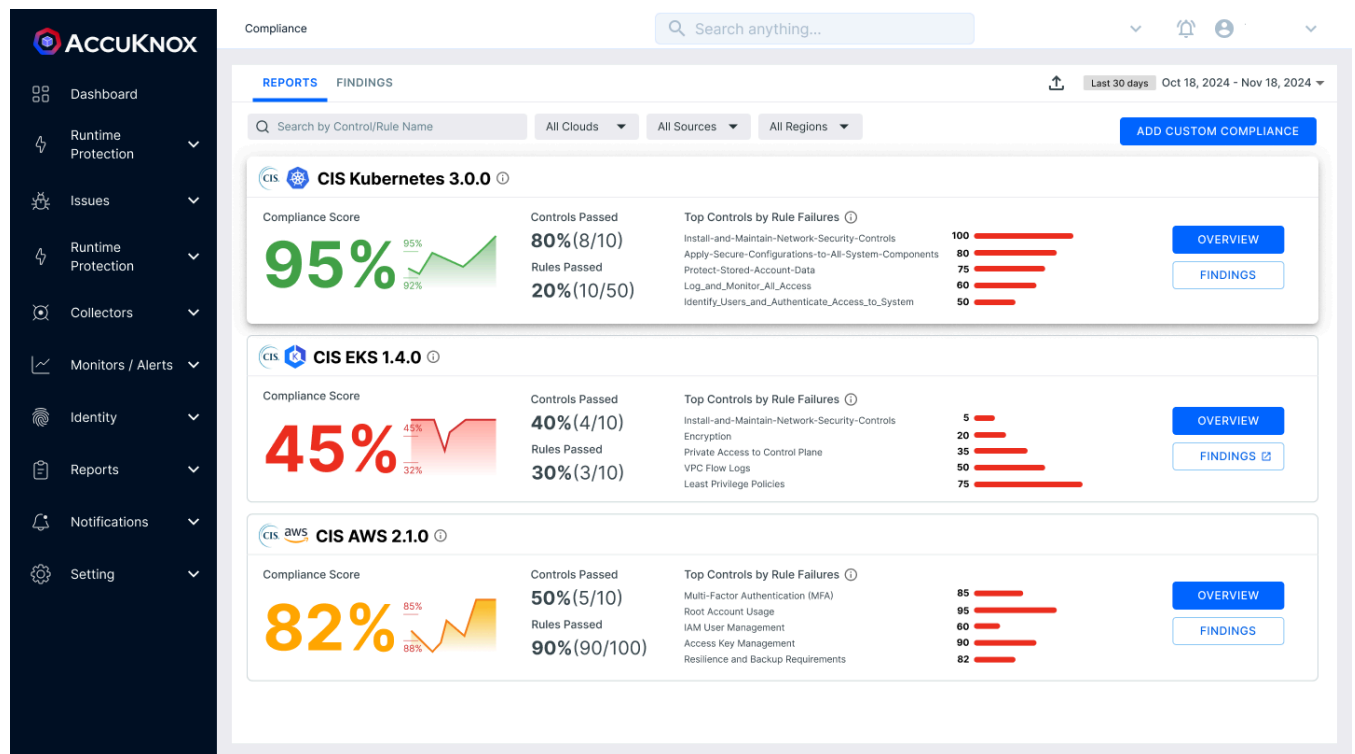 ACCUKNOX
Dashboard
Runtime
Protection
Issues
Runtime
Protection
Collectors
Monitors / Alerts
Identity
Reports
Notifications
Setting
Compliance
Search anything...
REPORTS FINDINGS
Last 30 days Oct 18, 2024 - Nov 18, 2024
Search by Control/Rule Name All Clouds All Sources All Regions
ADD CUSTOM COMPLIANCE
CIS CIS Kubernetes 3.0.0
Compliance Score
95%
95%
92%
Controls Passed
80%(8/10)
Rules Passed
20%(10/50)
Top Controls by Rule Failures
Install-and-Maintain-Network-Security-Controls 100
Apply-Secure-Configurations-to-All-System-Components 80
Protect-Stored-Account-Data 75
Log_and_Monitor_All_Access 60
Identify_Users_and_Authenticate_Access_to_System 50
OVERVIEW
FINDINGS
CIS CIS EKS 1.4.0
Compliance Score
45%
45%
32%
Controls Passed
40%(4/10)
Rules Passed
30%(3/10)
Top Controls by Rule Failures
Install-and-Maintain-Network-Security-Controls 5
Encryption 20
Private Access to Control Plane 35
VPC Flow Logs 50
Least Privilege Policies 75
OVERVIEW
FINDINGS
CIS aws CIS AWS 2.1.0
Compliance Score
82%
85%
88%
Controls Passed
50%(5/10)
Rules Passed
90%(90/100)
Top Controls by Rule Failures
Multi-Factor Authentication (MFA) 85
Root Account Usage 95
IAM User Management 60
Access Key Management 90
Resilience and Backup Requirements 82
OVERVIEW
FINDINGS